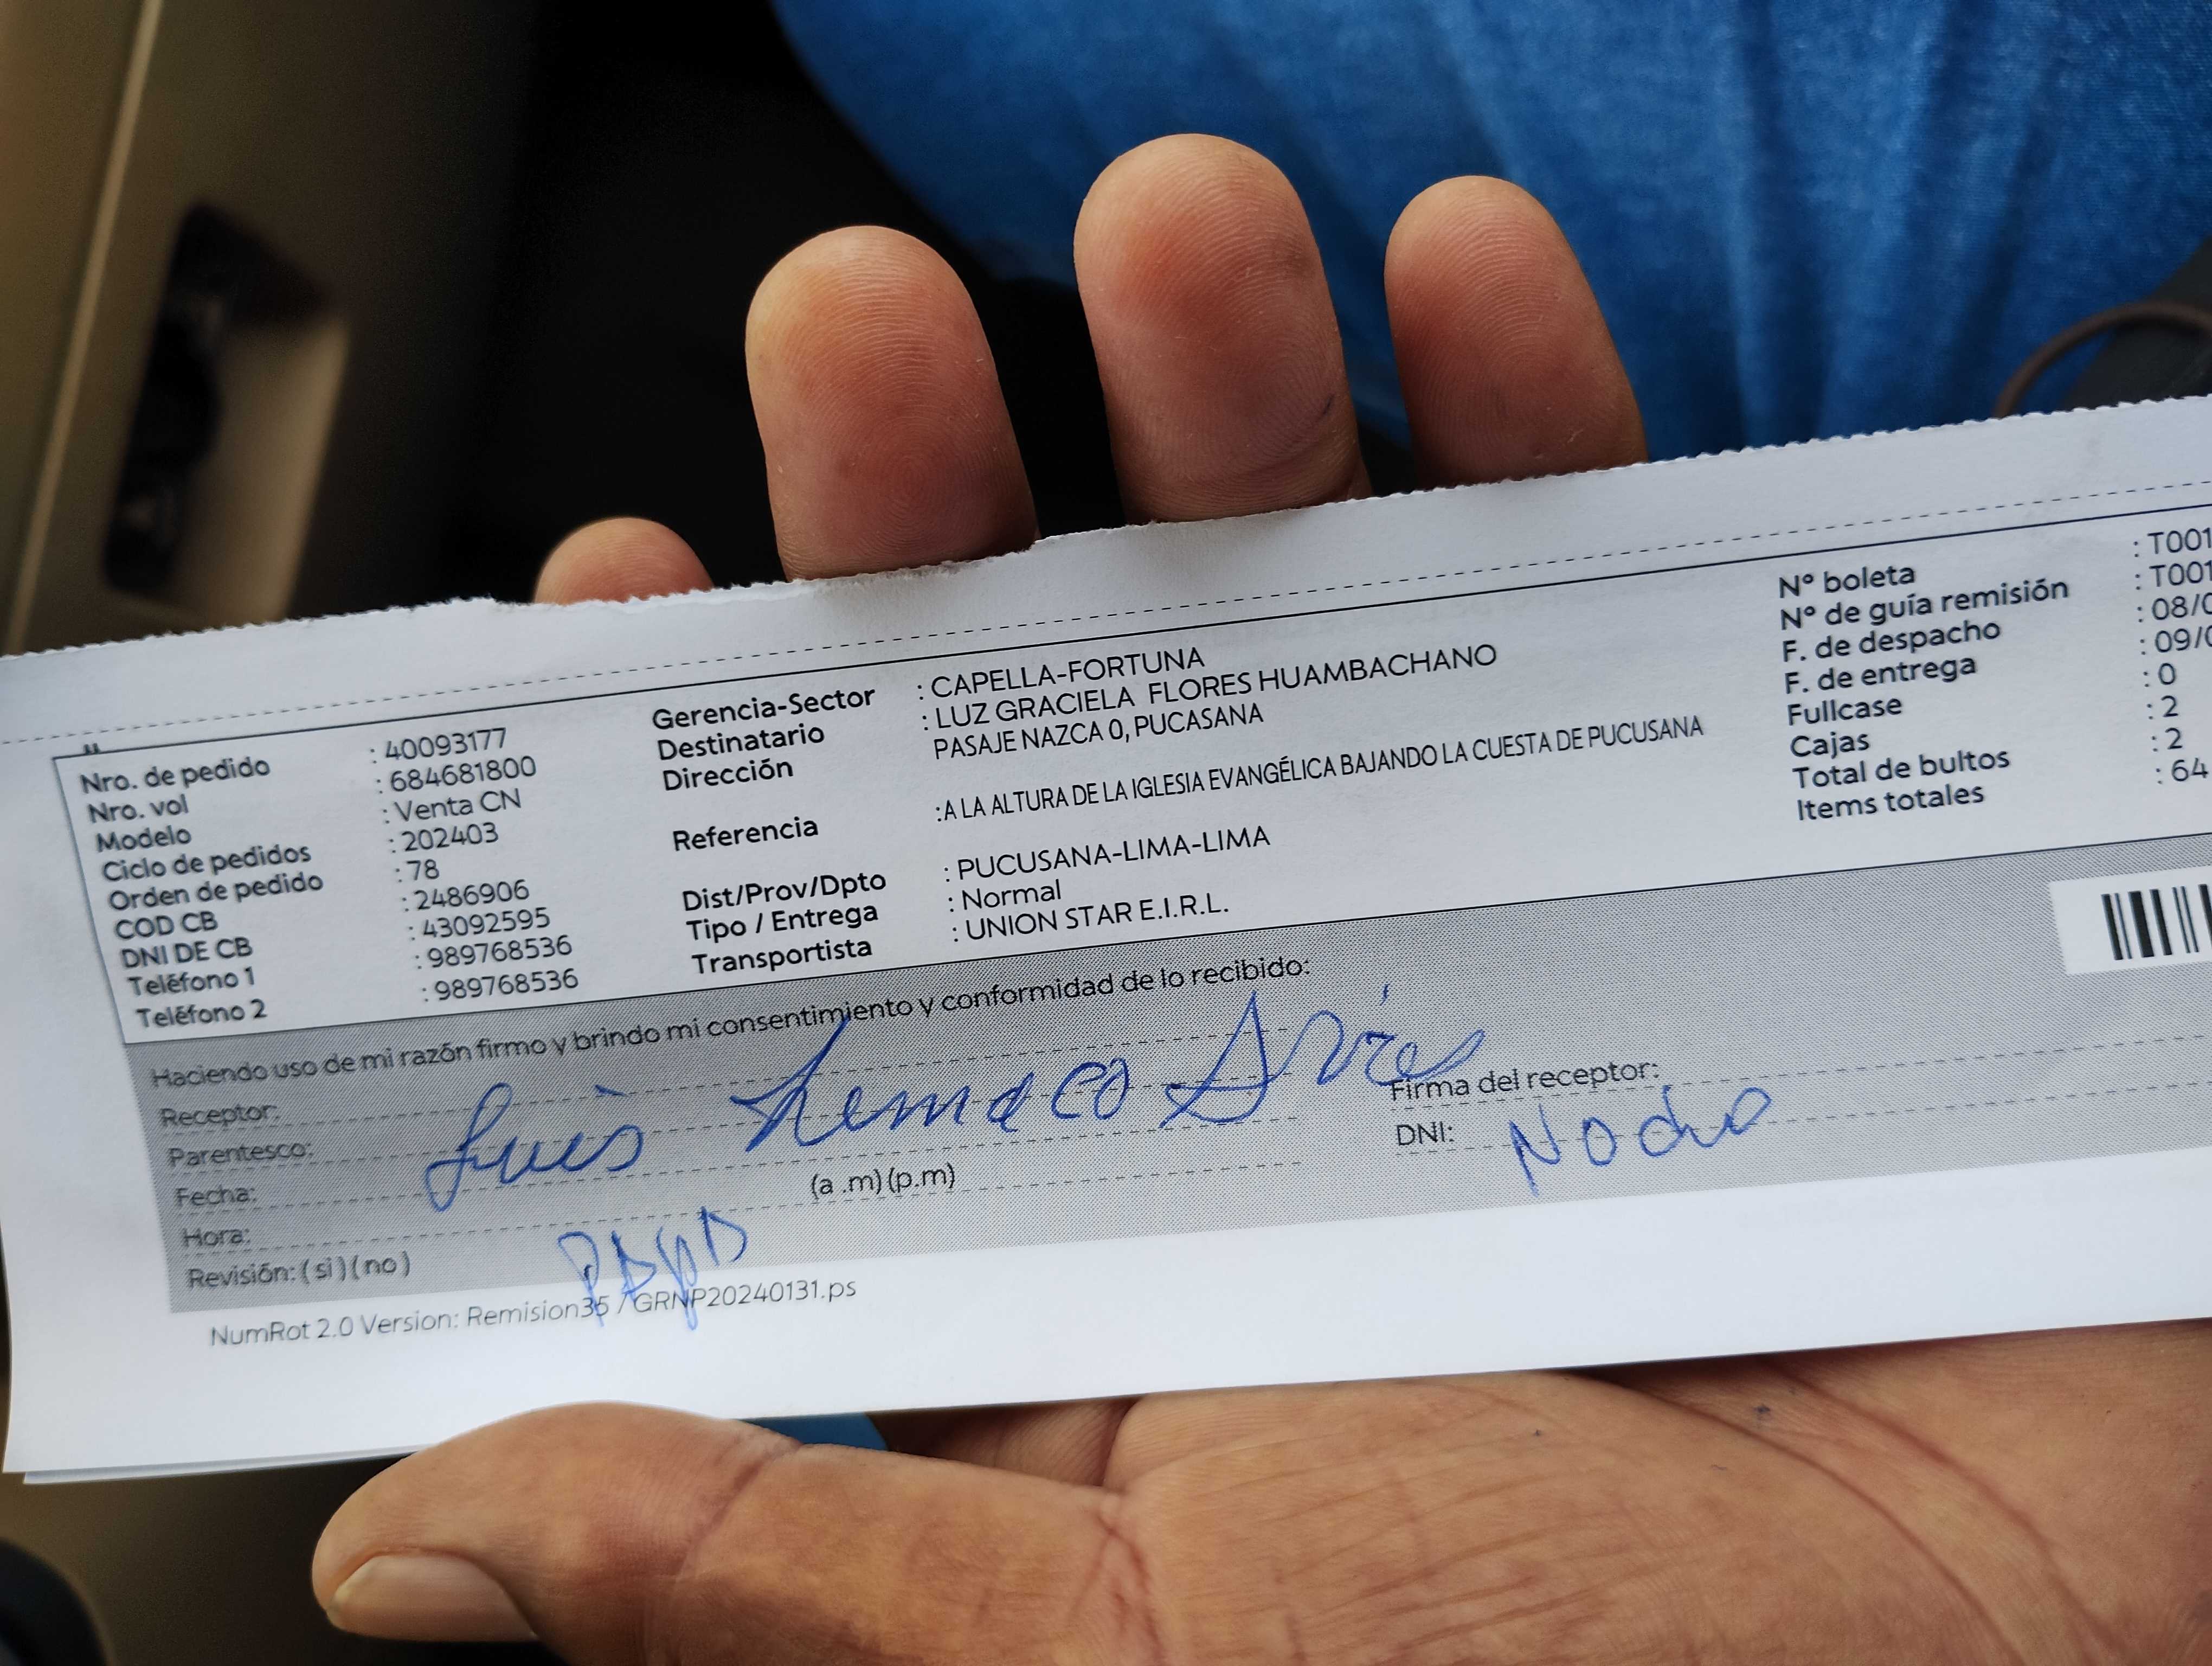 Nro. de pedido : 40093177
Nro. vol : 684681800
Modelo : Venta CN
Ciclo de pedidos : 202403
Orden de pedido : 78
COD CB : 2486906
DNI DE CB : 43092595
Teléfono 1 : 989768536
Teléfono 2 : 989768536
Gerencia-Sector : CAPELLA-FORTUNA
Destinatario : LUZ GRACIELA FLORES HUAMBACHANO
Dirección PASAJE NAZCA 0, PUCASANA
Referencia :A LA ALTURA DE LA IGLESIA EVANGÉLICA BAJANDO LA CUESTA DE PUCUSANA
Dist/Prov/Dpto : PUCUSANA-LIMA-LIMA
Tipo / Entrega : Normal
Transportista : UNION STAR E.I.R.L.
N° boleta : T001
N° de guía remisión : T001
F. de despacho : 08/0
F. de entrega : 09/0
Fullcase : 0
Cajas : 2
Total de bultos : 2
Items totales : 64
Haciendo uso de mi razón firmo y brindo mi consentimiento y conformidad de lo recibido:
Receptor:
Parentesco: Luis
Fecha:
Hora: (a .m)(p.m)
Revisión: ( si ) ( no )
Firma del receptor:
DNI:
NumRot 2.0 Version: Remision35 / GRNP20240131.ps